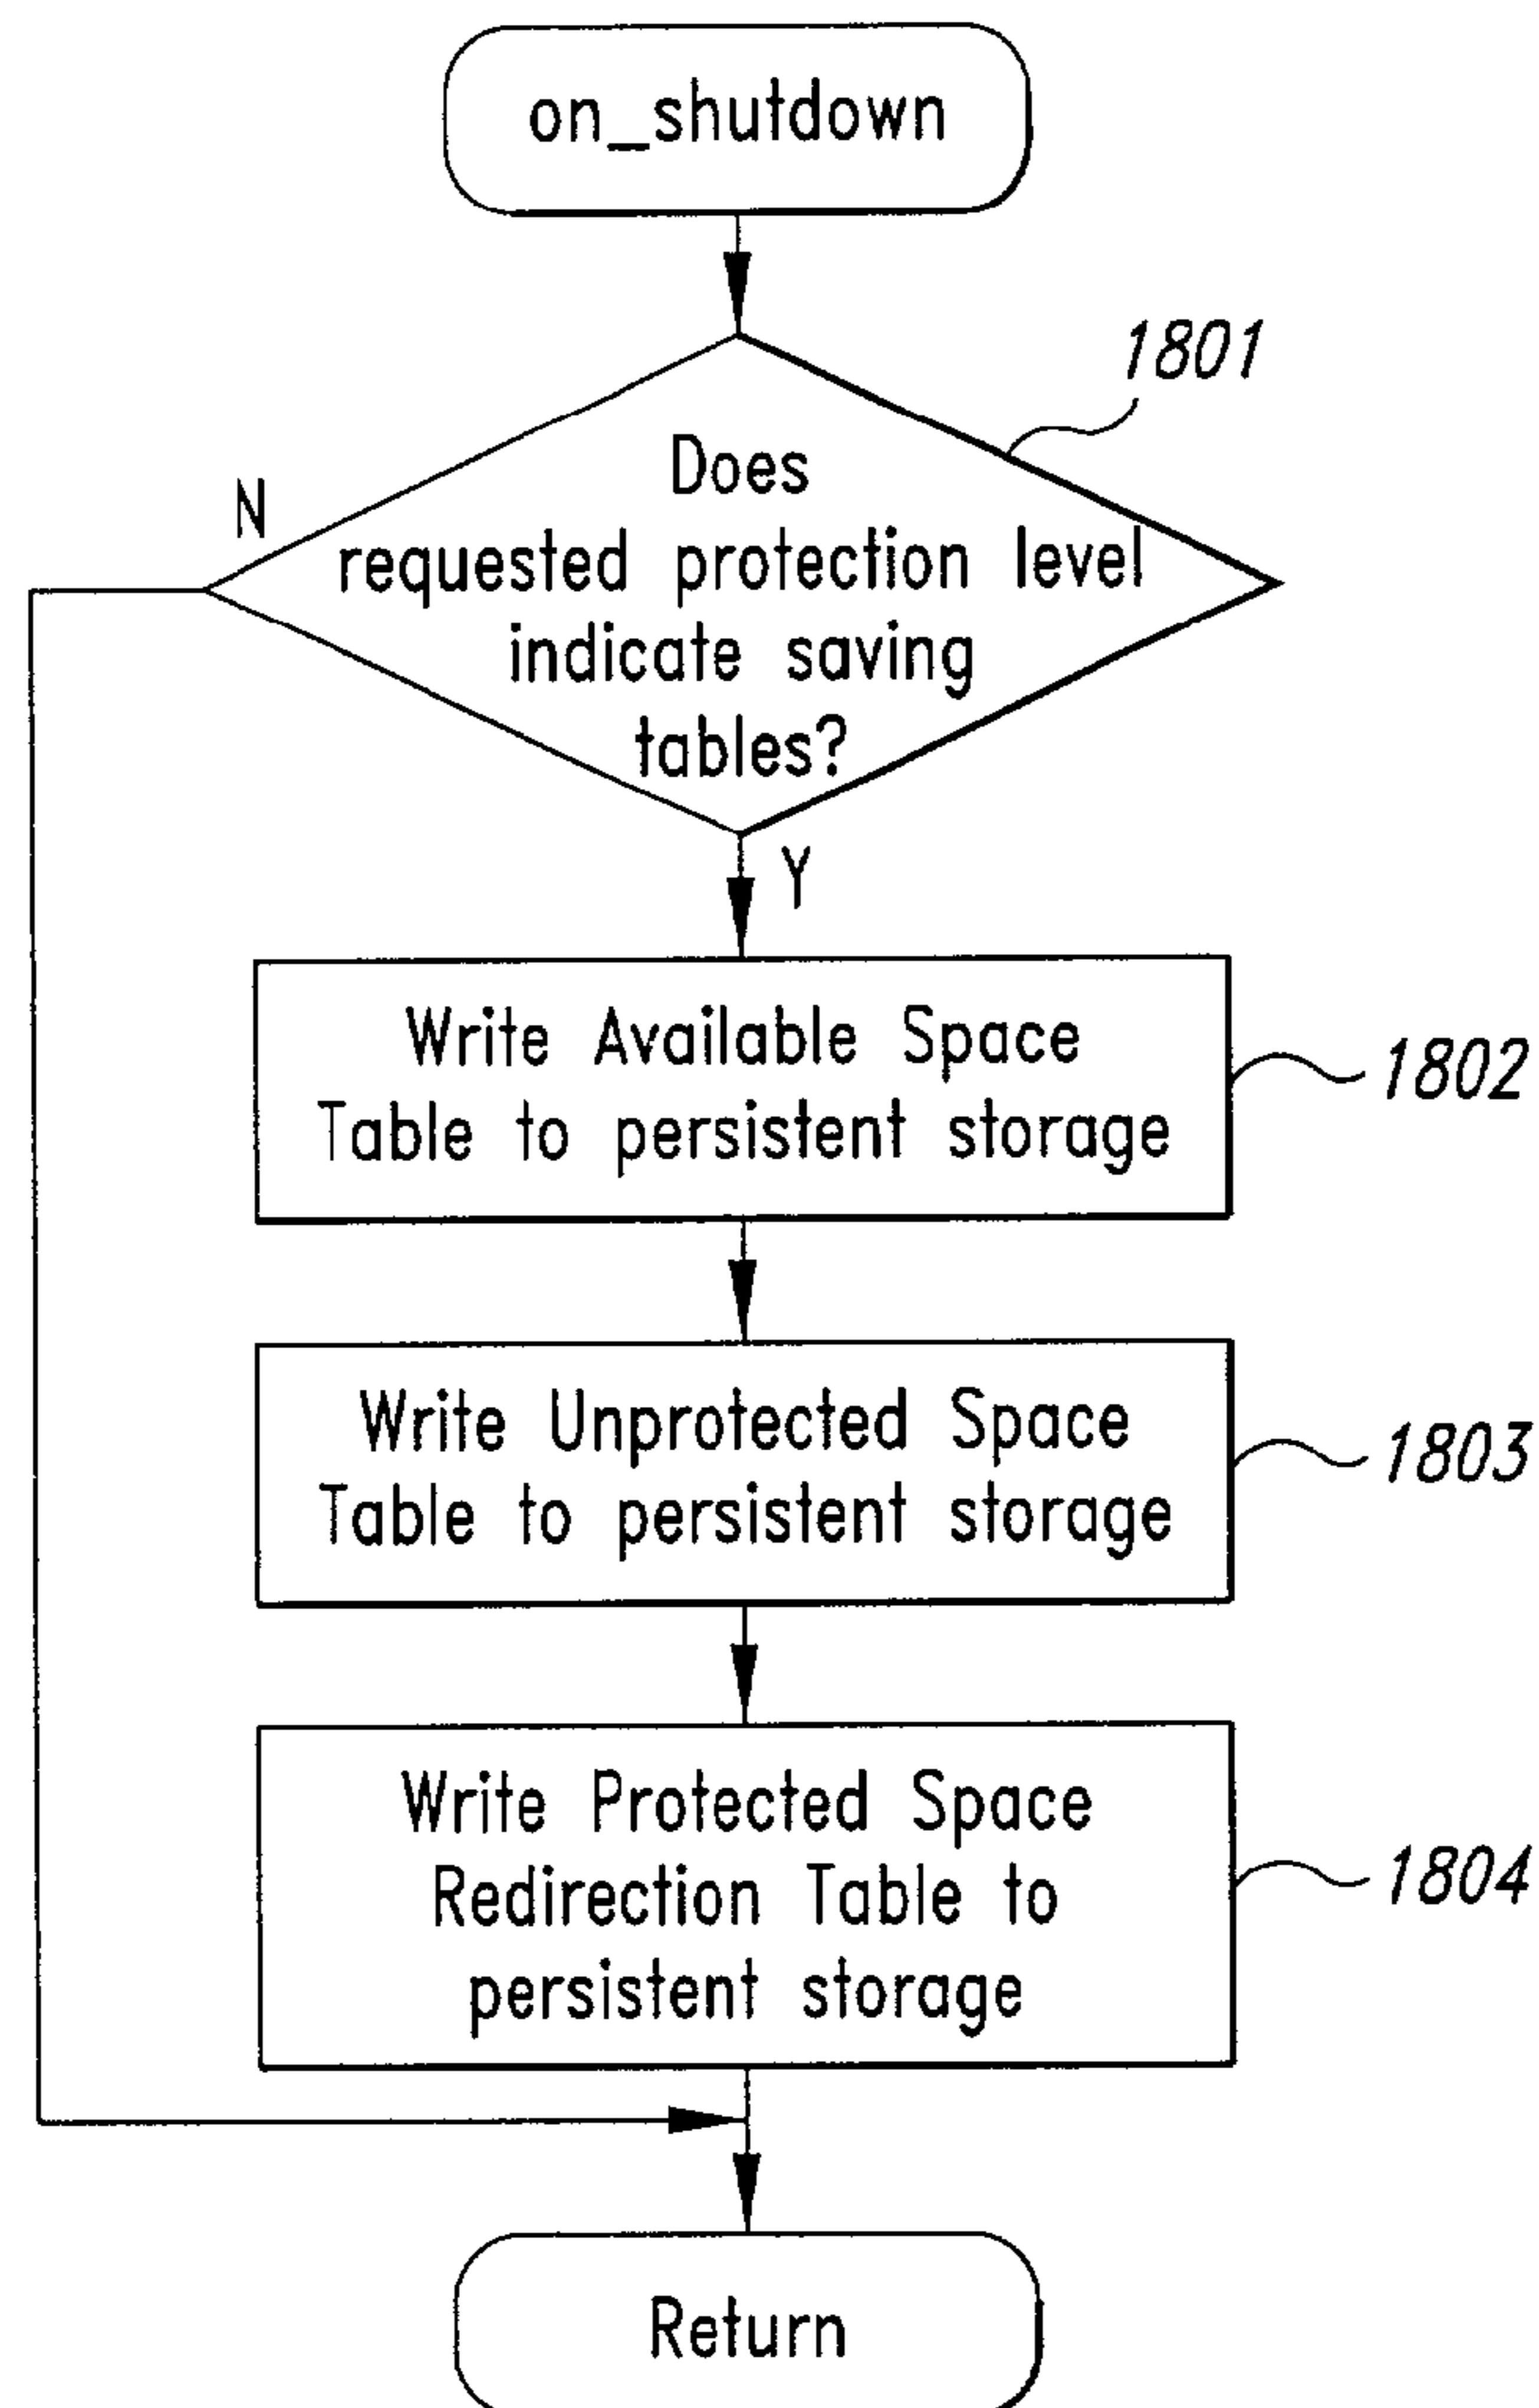 on_shutdown
1801
Does
requested protection level
indicate saving
tables?
N
Y
Write Available Space
Table to persistent storage
1802
Write Unprotected Space
Table to persistent storage
1803
Write Protected Space
Redirection Table to
persistent storage
1804
Return